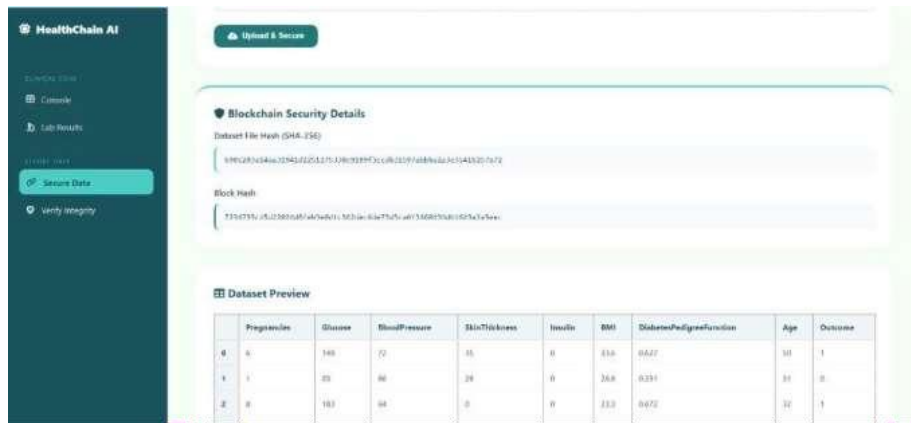 HealthChain AI
Console
Lab Results
Secure Data
Verify Integrity
Upload & Secure
Blockchain Security Details
Dataset File Hash (SHA-256)
Block Hash
Dataset Preview
Pregnancies Glucose BloodPressure SkinThickness Insulin BMI DiabetesPedigreeFunction Age Outcome
0 6 148 72 35 0 33.6 0.627 50 1
1 1 85 66 29 0 26.6 0.351 31 0
2 8 183 64 0 0 23.3 0.672 32 1